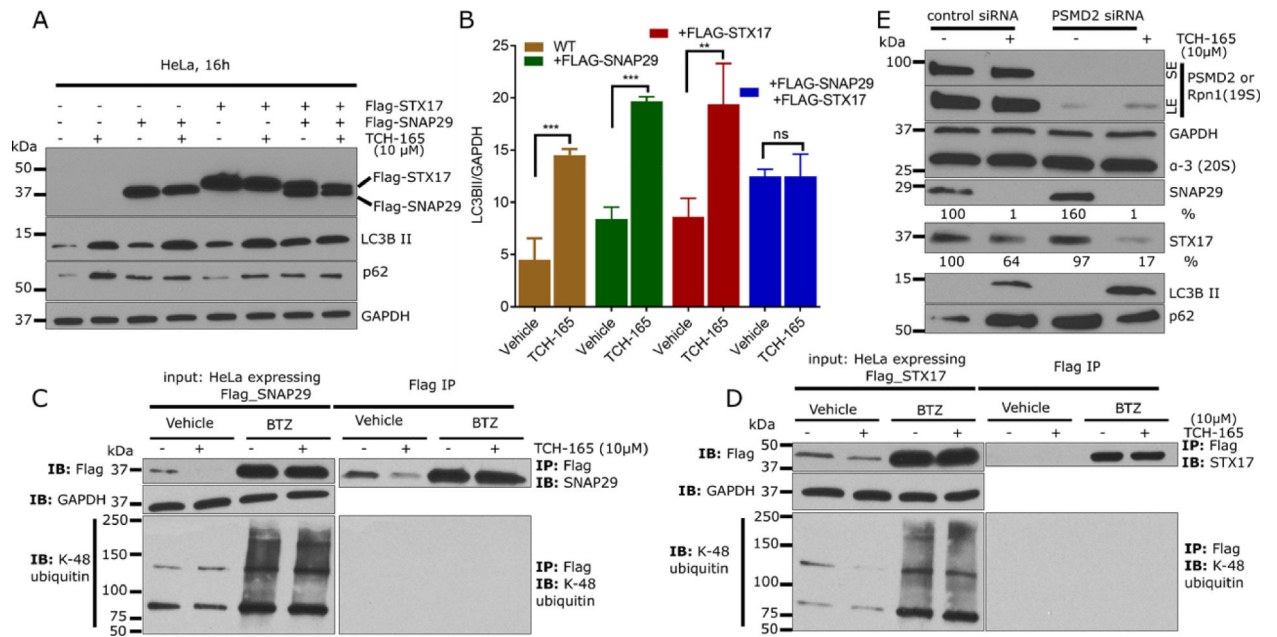 A
HeLa, 16h
- - - - + + + + Flag-STX17
- - + + - - + + Flag-SNAP29
- + - + - + - + TCH-165
(10 μM)
kDa
50
37
Flag-STX17
Flag-SNAP29
15
LC3B II
p62
50
37
GAPDH
B
WT
+FLAG-SNAP29
+FLAG-STX17
+FLAG-SNAP29
+FLAG-STX17
LC3BII/GAPDH
25
20
15
10
5
0
***
***
**
ns
Vehicle
TCH-165
Vehicle
TCH-165
Vehicle
TCH-165
Vehicle
TCH-165
E
control siRNA PSMD2 siRNA
kDa - + - + TCH-165
(10μM)
100
SE
LE
PSMD2 or
Rpn1(19S)
37
GAPDH
25
α-3 (20S)
29
SNAP29
100 1 160 1 %
37
STX17
100 64 97 17 %
15
LC3B II
50
p62
C
input: HeLa expressing
Flag_SNAP29
Flag IP
Vehicle BTZ Vehicle BTZ
kDa - + - + - + - + TCH-165 (10μM)
IB: Flag 37
IP: Flag
IB: SNAP29
IB: GAPDH 37
250
150
100
75
50
IB: K-48
ubiquitin
IP: Flag
IB: K-48
ubiquitin
D
input: HeLa expressing
Flag_STX17
Flag IP
Vehicle BTZ Vehicle BTZ
(10μM)
kDa - + - + - + - + TCH-165
50
IB: Flag
37
IP: Flag
IB: STX17
IB: GAPDH 37
250
150
100
75
50
IB: K-48
ubiquitin
IP: Flag
IB: K-48
ubiquitin